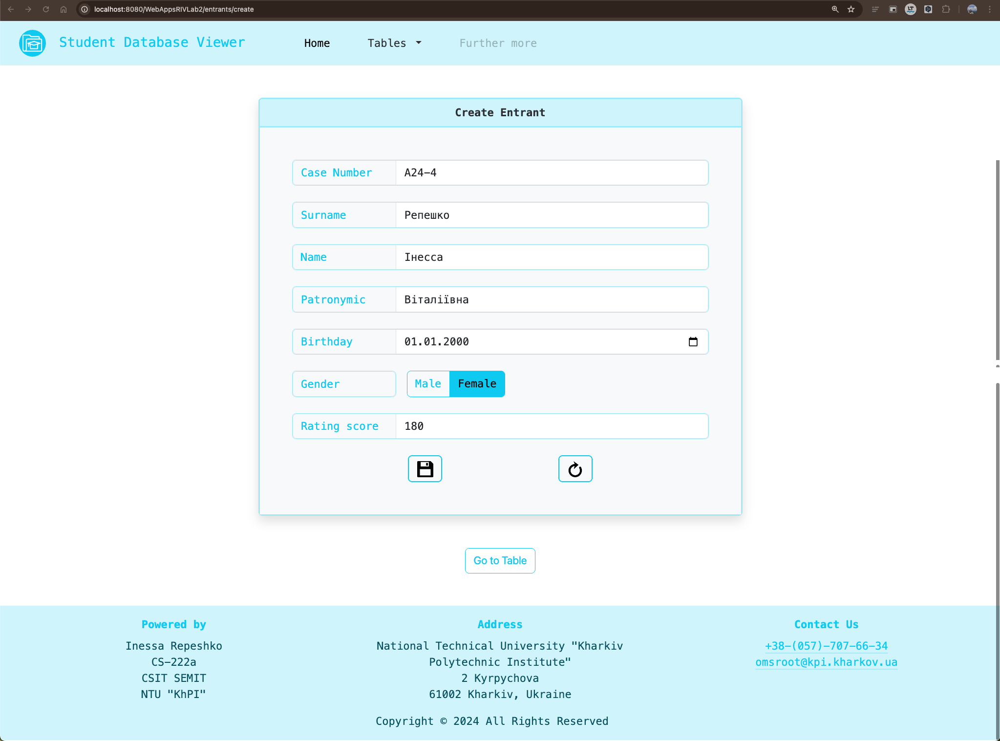 localhost:8080/WebAppsRIVLab2/entrants/create
LT
Student Database Viewer
Home
Tables
Further more
Create Entrant
Case Number A24-4
Surname Репешко
Name Інесса
Patronymic Віталіївна
Birthday 01.01.2000
Gender Male Female
Rating score 180
Go to Table
Powered by
Inessa Repeshko
CS-222a
CSIT SEMIT
NTU "KhPI"
Address
National Technical University "Kharkiv
Polytechnic Institute"
2 Kyrpychova
61002 Kharkiv, Ukraine
Contact Us
+38-(057)-707-66-34
omsroot@kpi.kharkov.ua
Copyright © 2024 All Rights Reserved